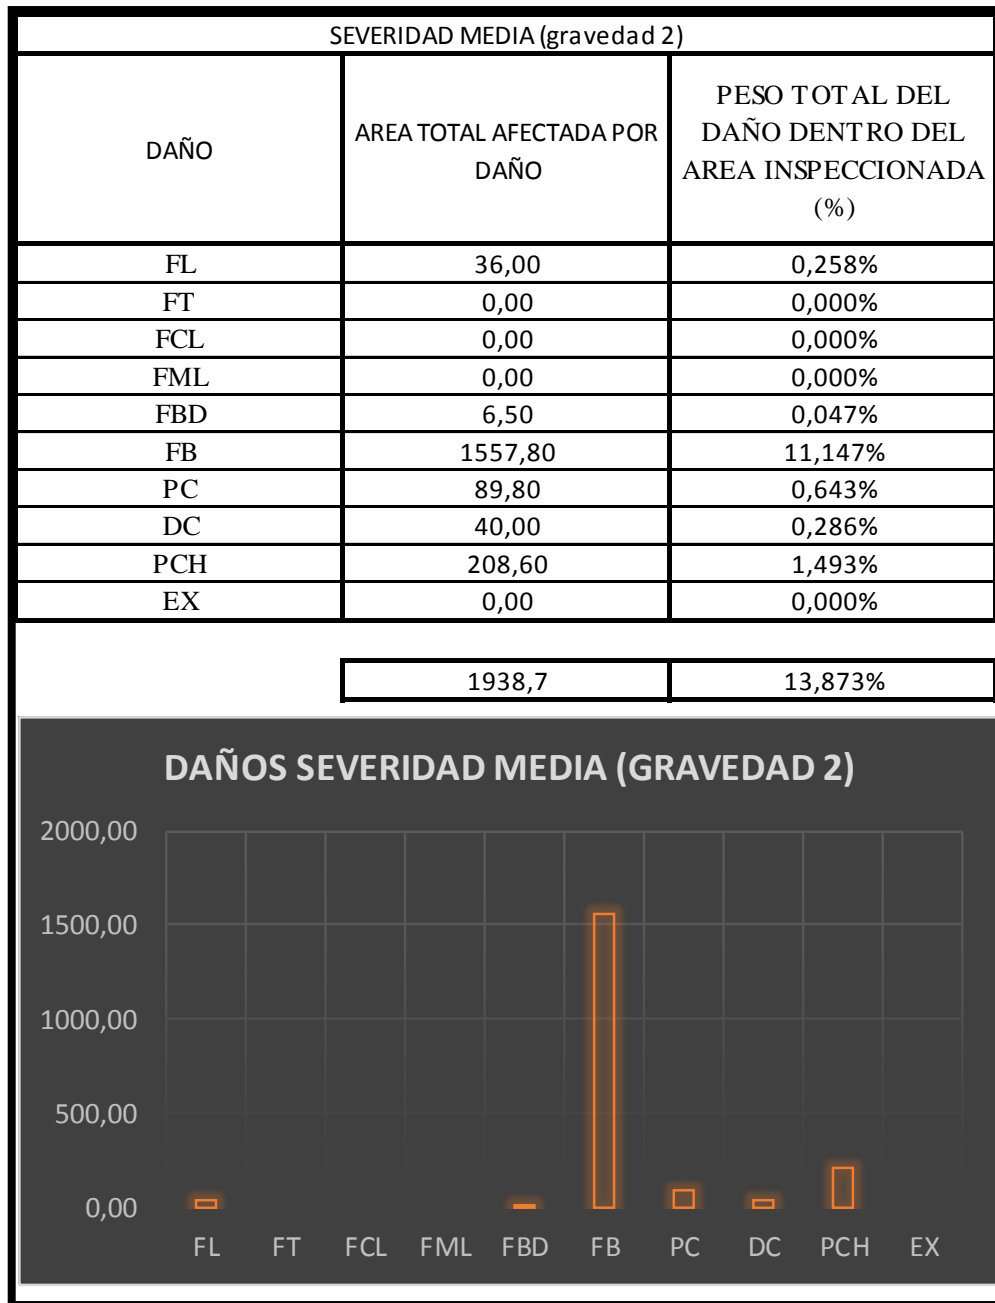 SEVERIDAD MEDIA (gravedad 2)
DAÑO
AREA TOTAL AFECTADA POR
DAÑO
PESO TOTAL DEL
DAÑO DENTRO DEL
AREA INSPECCIONADA
(%)
FL 36,00 0,258%
FT 0,00 0,000%
FCL 0,00 0,000%
FML 0,00 0,000%
FBD 6,50 0,047%
FB 1557,80 11,147%
PC 89,80 0,643%
DC 40,00 0,286%
PCH 208,60 1,493%
EX 0,00 0,000%
1938,7 13,873%
DAÑOS SEVERIDAD MEDIA (GRAVEDAD 2)
2000,00
1500,00
1000,00
500,00
0,00
FL FT FCL FML FBD FB PC DC PCH EX